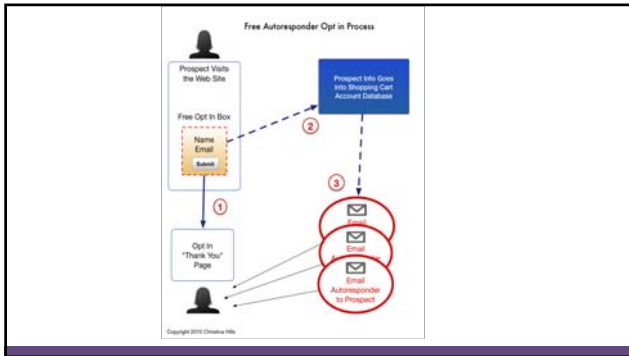 Free Autoresponder Opt in Process
Prospect Visits
the Web Site
Free Opt In Box
Name
Email
Submit
1
Opt In
"Thank You"
Page
Prospect Info Goes
into Shopping Cart
Account Database
2
3
Email
Email
Email
Autoresponder
to Prospect
Copyright 2010 Christina Hills